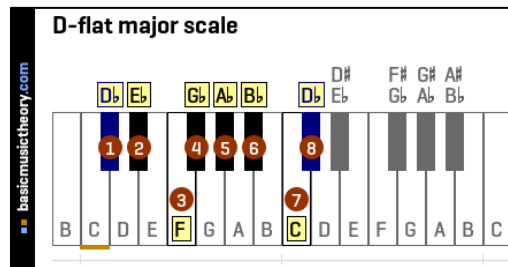 D-flat major scale
basicmusictheory.com
D♯ F♯ G♯ A♯
D♭ E♭ G♭ A♭ B♭ D♭ E♭ G♭ A♭ B♭
1 2 4 5 6 8
3 7
B C D E F G A B C D E F G A B C